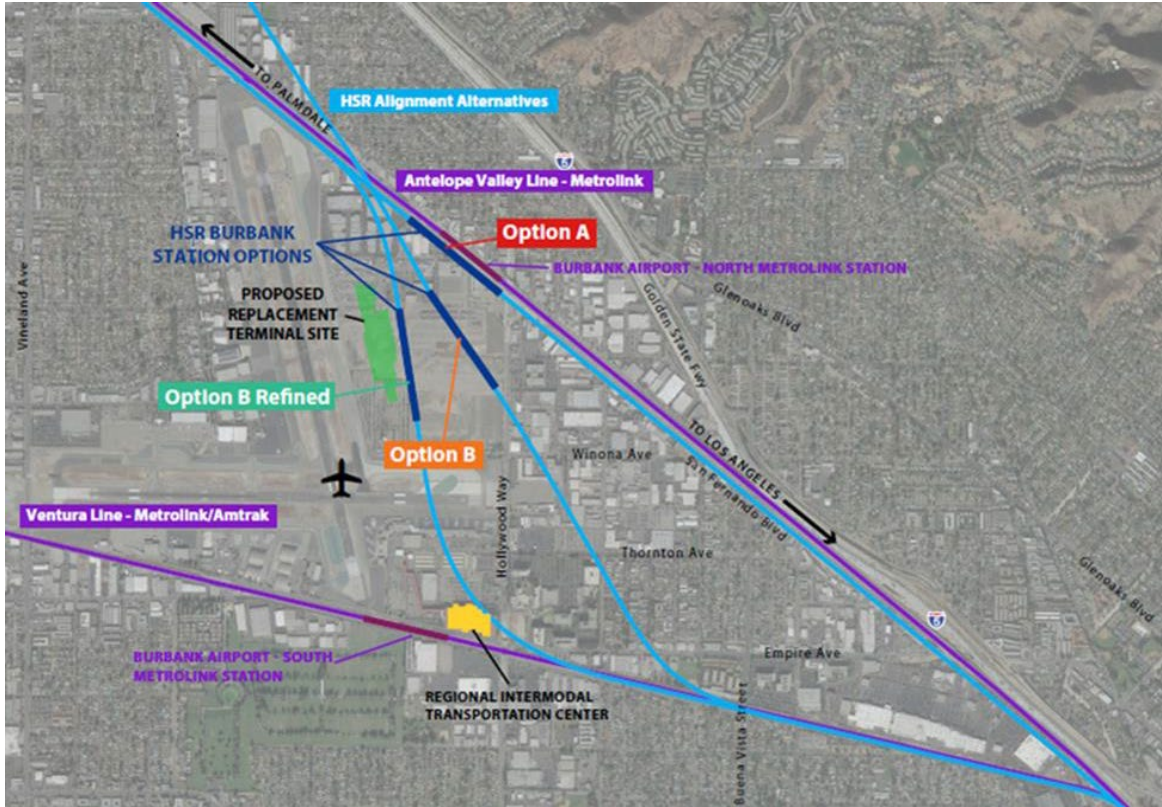 TO PALMDALE
HSR Alignment Alternatives
5
Antelope Valley Line - Metrolink
HSR BURBANK
STATION OPTIONS
Option A
BURBANK AIRPORT - NORTH METROLINK STATION
Vineland Ave
PROPOSED
REPLACEMENT
TERMINAL SITE
Golden State Fwy
Glenoaks Blvd
Option B Refined
Option B
Winona Ave
TO LOS ANGELES
San Fernando Blvd
Ventura Line - Metrolink/Amtrak
Hollywood Way
Thornton Ave
Glenoaks Blvd
5
BURBANK AIRPORT - SOUTH
METROLINK STATION
Empire Ave
REGIONAL INTERMODAL
TRANSPORTATION CENTER
Buena Vista Street